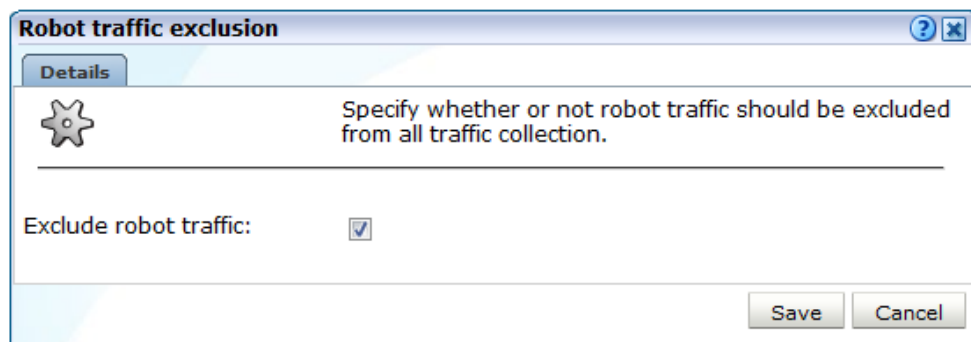 Robot traffic exclusion
?
Details
Specify whether or not robot traffic should be excluded
from all traffic collection.
Exclude robot traffic:
Save Cancel